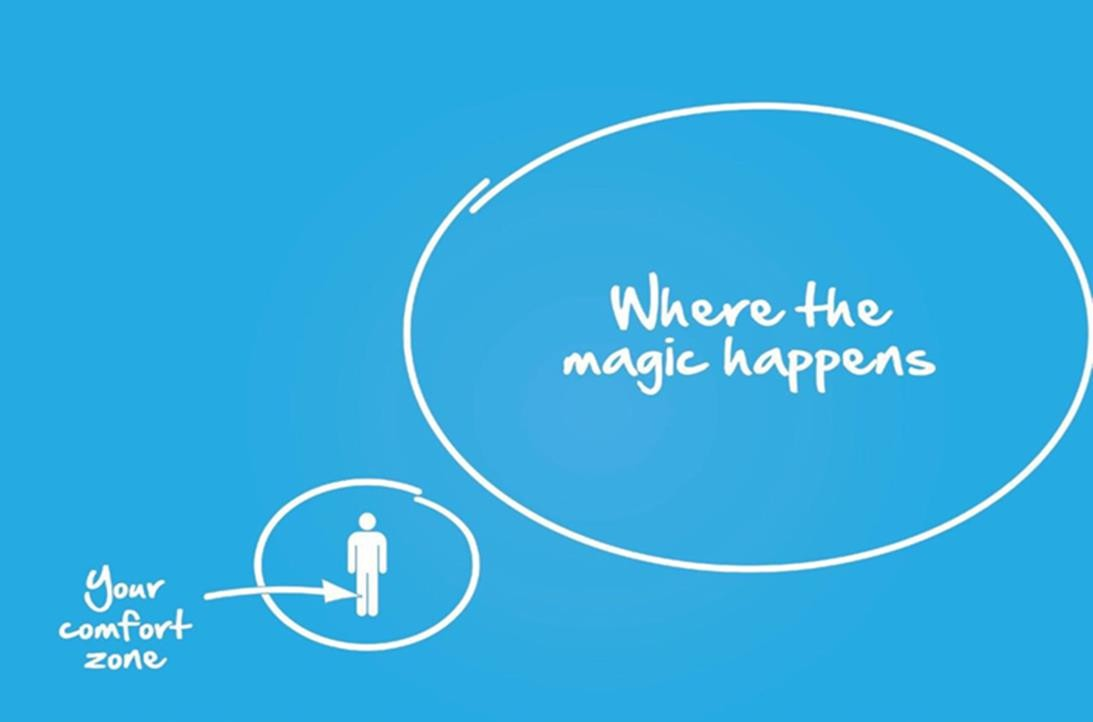 Where the
magic happens
Your
comfort
zone